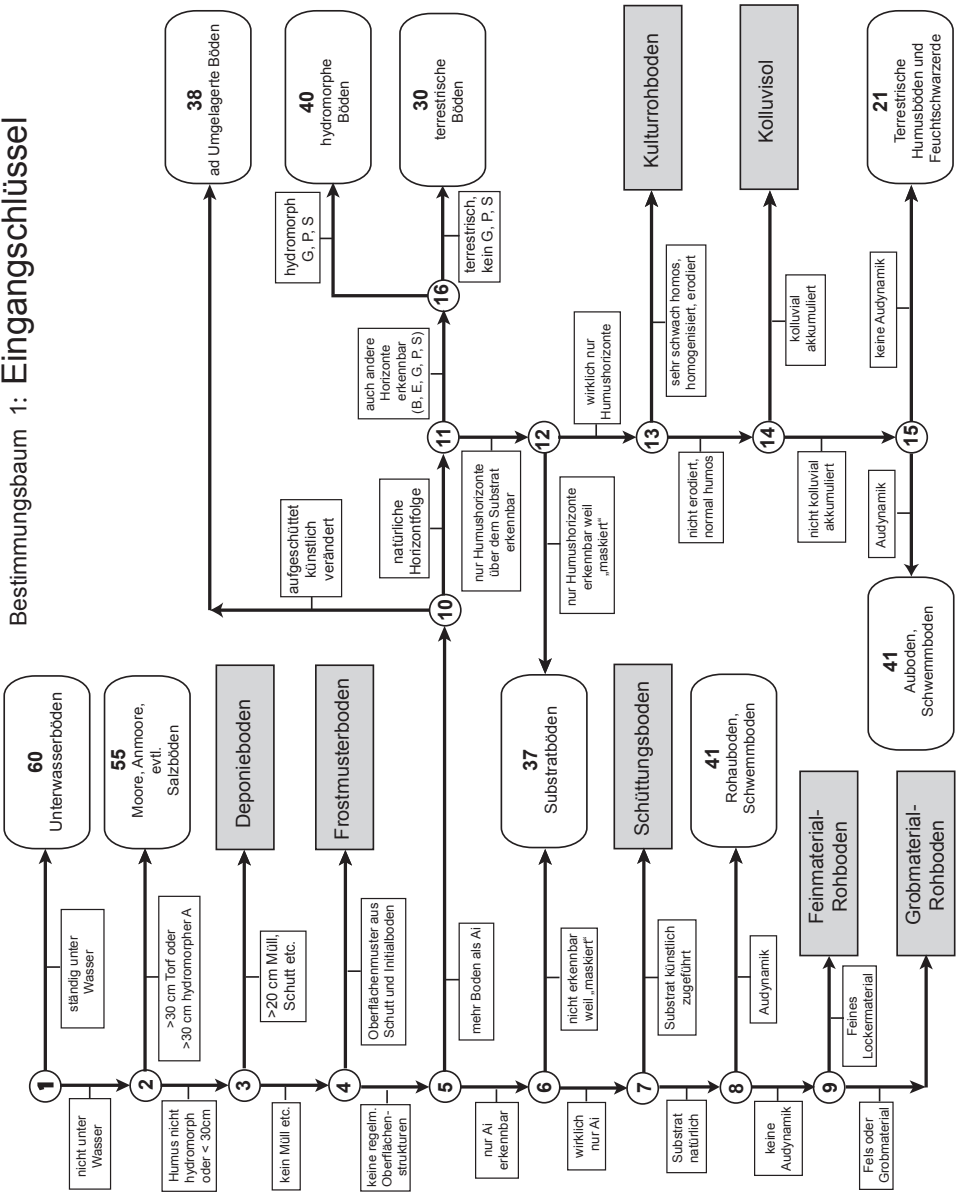 Bestimmungsbaum 1: Eingangschlüssel
1
ständig unter
Wasser
60
Unterwasserböden
nicht unter
Wasser
2
>30 cm Torf oder
>30 cm hydromorpher A
55
Moore, Anmoore,
evtl.
Salzböden
Humus nicht
hydromorph
oder < 30cm
3
>20 cm Müll,
Schutt etc.
Deponieboden
kein Müll etc.
4
Oberflächenmuster aus
Schutt und Initialboden
Frostmusterboden
keine regelm.
Oberflächen-
strukturen
5
mehr Boden als Ai
nur Ai
erkennbar
6
nicht erkennbar
weil „maskiert“
37
Substratböden
wirklich
nur Ai
7
Substrat künstlich
zugeführt
Schüttungsboden
Substrat
natürlich
8
Audynamik
41
Rohauboden,
Schwemmboden
keine
Audynamik
9
Feines
Lockermaterial
Feinmaterial-
Rohboden
Fels oder
Grobmaterial
Grobmaterial-
Rohboden
10
aufgeschüttet
künstlich
verändert
38
ad Umgelagerte Böden
natürliche
Horizontfolge
11
auch andere
Horizonte
erkennbar
(B, E, G, P, S)
16
hydromorph
G, P, S
40
hydromorphe
Böden
terrestrisch,
kein G, P, S
30
terrestrische
Böden
nur Humushorizonte
über dem Substrat
erkennbar
12
nur Humushorizonte
erkennbar weil
„maskiert“
wirklich nur
Humushorizonte
13
sehr schwach homos,
homogenisiert, erodiert
Kulturrohboden
nicht erodiert,
normal humos
14
kolluvial
akkumuliert
Kolluvisol
nicht kolluvial
akkumuliert
15
Audynamik
41
Auboden,
Schwemmboden
keine Audynamik
21
Terrestrische
Humusböden und
Feuchtschwarzerde